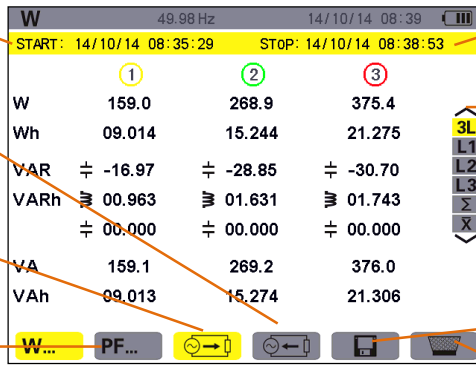 W 49.98 Hz 14/10/14 08:39
START: 14/10/14 08:35:29 STOP: 14/10/14 08:38:53
1 2 3
W 159.0 268.9 375.4
Wh 09.014 15.244 21.275
VAR -16.97 -28.85 -30.70
VARh 00.963 01.631 01.743
00.000 00.000 00.000
VA 159.1 269.2 376.0
VAh 09.013 15.274 21.306
3L
L1
L2
L3
Σ
X̅
W... PF...